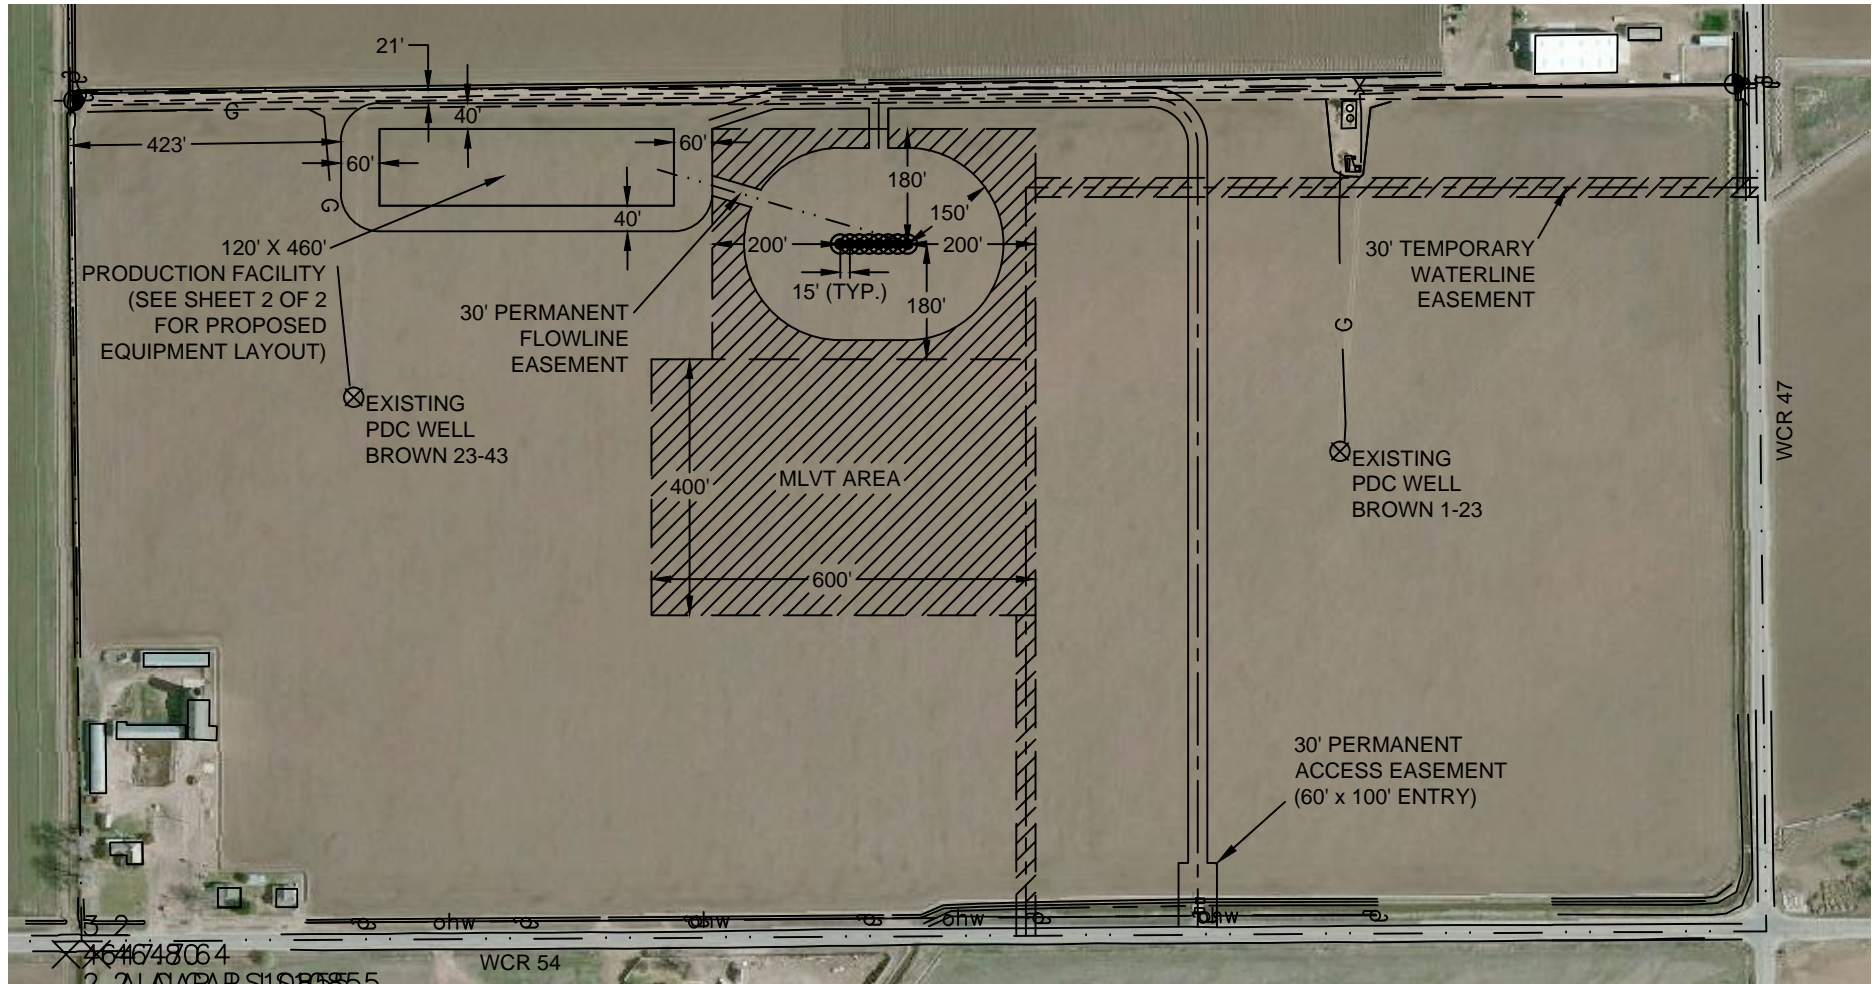 21'
40'
423'
60'
60'
G
G
40'
180'
150'
200'
200'
15' (TYP.)
180'
120' X 460'
PRODUCTION FACILITY
(SEE SHEET 2 OF 2
FOR PROPOSED
EQUIPMENT LAYOUT)
30' PERMANENT
FLOWLINE
EASEMENT
30' TEMPORARY
WATERLINE
EASEMENT
X
G
EXISTING
PDC WELL
BROWN 23-43
EXISTING
PDC WELL
BROWN 1-23
WCR 47
400'
MLVT AREA
600'
30' PERMANENT
ACCESS EASEMENT
(60' x 100' ENTRY)
ohw
ohw
ohw
ohw
WCR 54